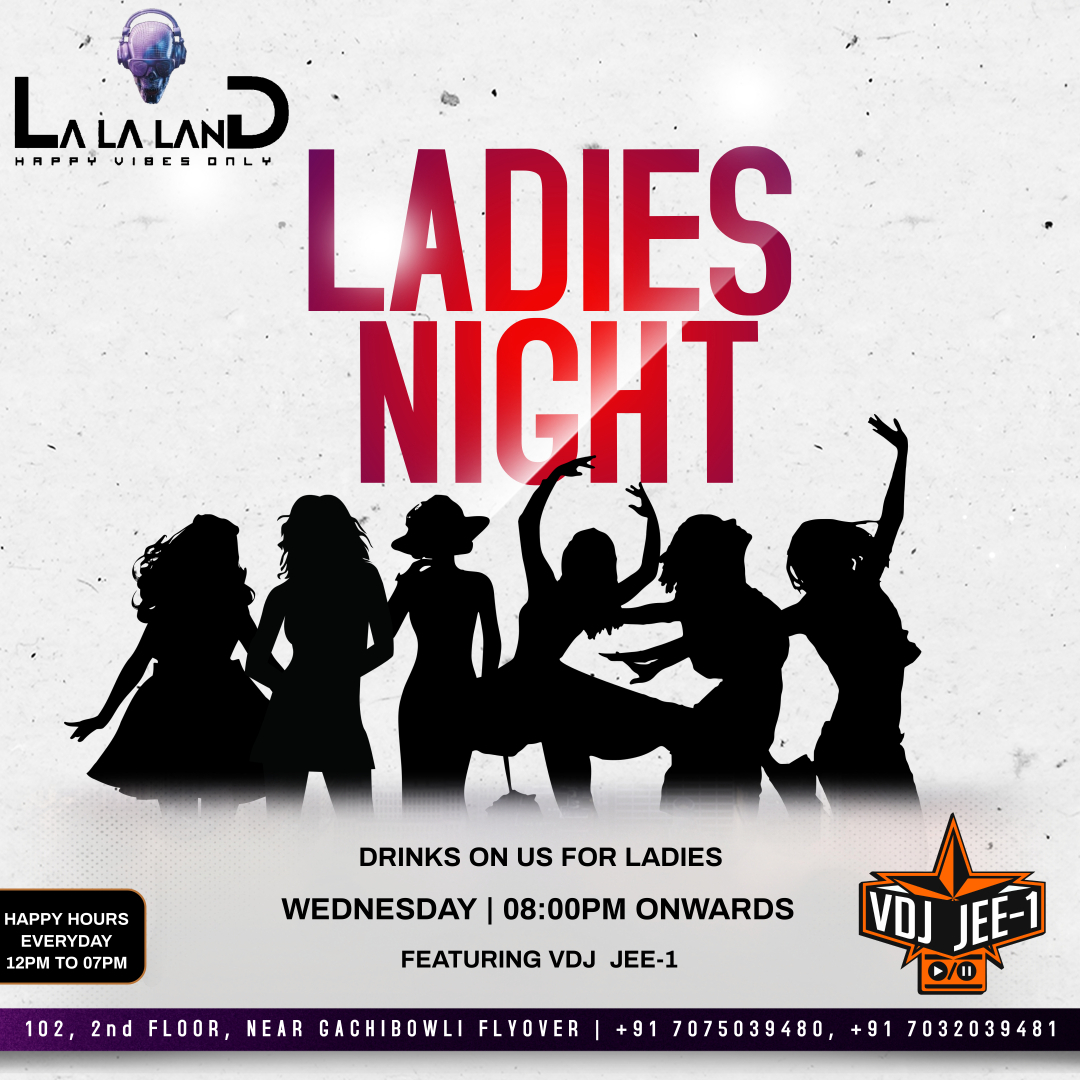 LA LA LAND
HAPPY VIBES ONLY
LADIES
NIGHT
DRINKS ON US FOR LADIES
WEDNESDAY | 08:00PM ONWARDS
FEATURING VDJ JEE-1
HAPPY HOURS
EVERYDAY
12PM TO 07PM
VDJ JEE-1
102, 2nd FLOOR, NEAR GACHIBOWLI FLYOVER | +91 7075039480, +91 7032039481